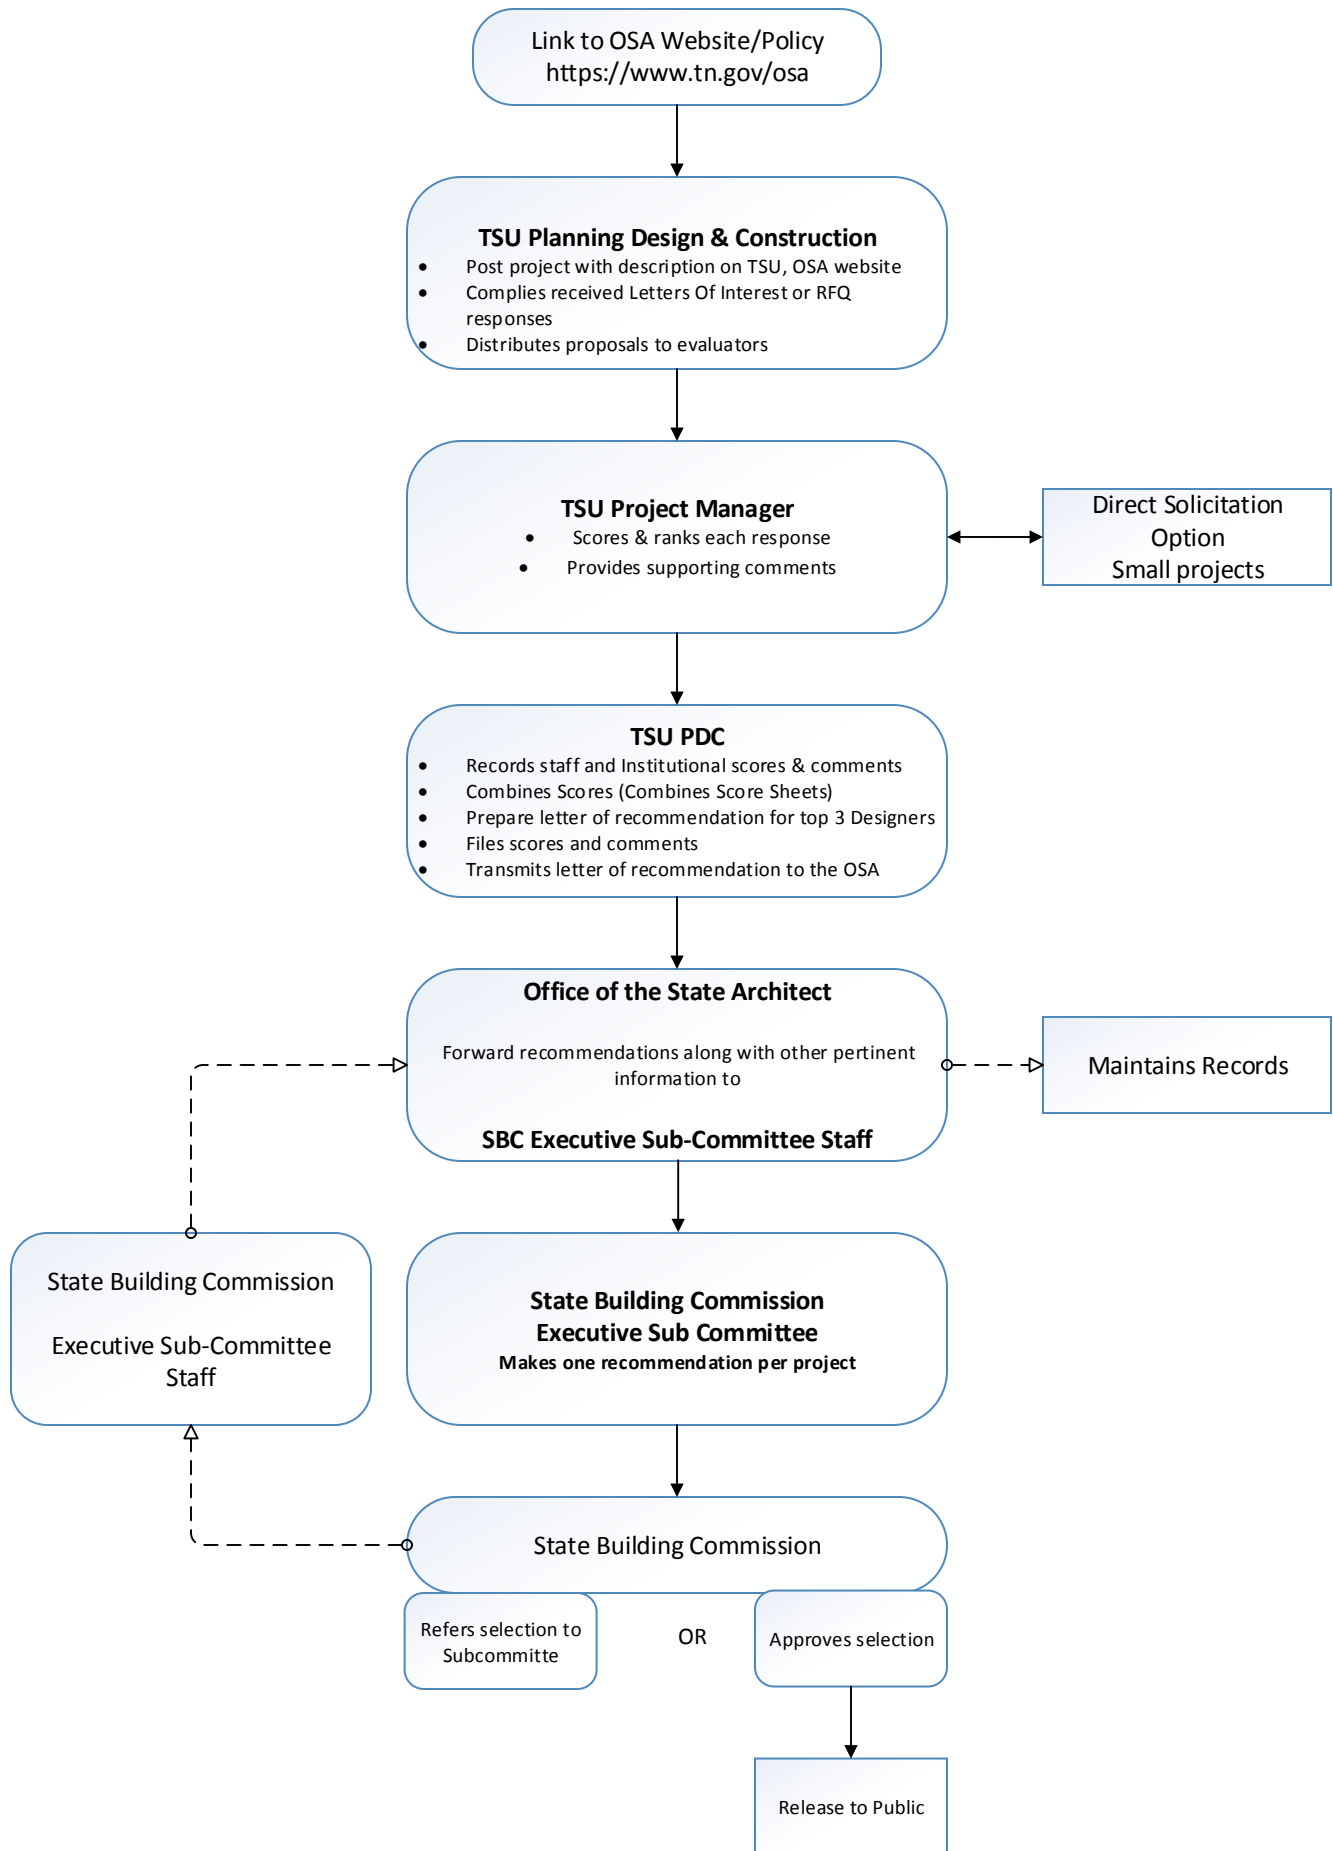 Link to OSA Website/Policy
https://www.tn.gov/osa
TSU Planning Design & Construction
• Post project with description on TSU, OSA website
• Complies received Letters Of Interest or RFQ
responses
• Distributes proposals to evaluators
TSU Project Manager
• Scores & ranks each response
• Provides supporting comments
Direct Solicitation
Option
Small projects
TSU PDC
• Records staff and Institutional scores & comments
• Combines Scores (Combines Score Sheets)
• Prepare letter of recommendation for top 3 Designers
• Files scores and comments
• Transmits letter of recommendation to the OSA
Office of the State Architect
Forward recommendations along with other pertinent
information to
SBC Executive Sub-Committee Staff
Maintains Records
State Building Commission
Executive Sub-Committee
Staff
State Building Commission
Executive Sub Committee
Makes one recommendation per project
State Building Commission
Refers selection to
Subcommitte
OR
Approves selection
Release to Public